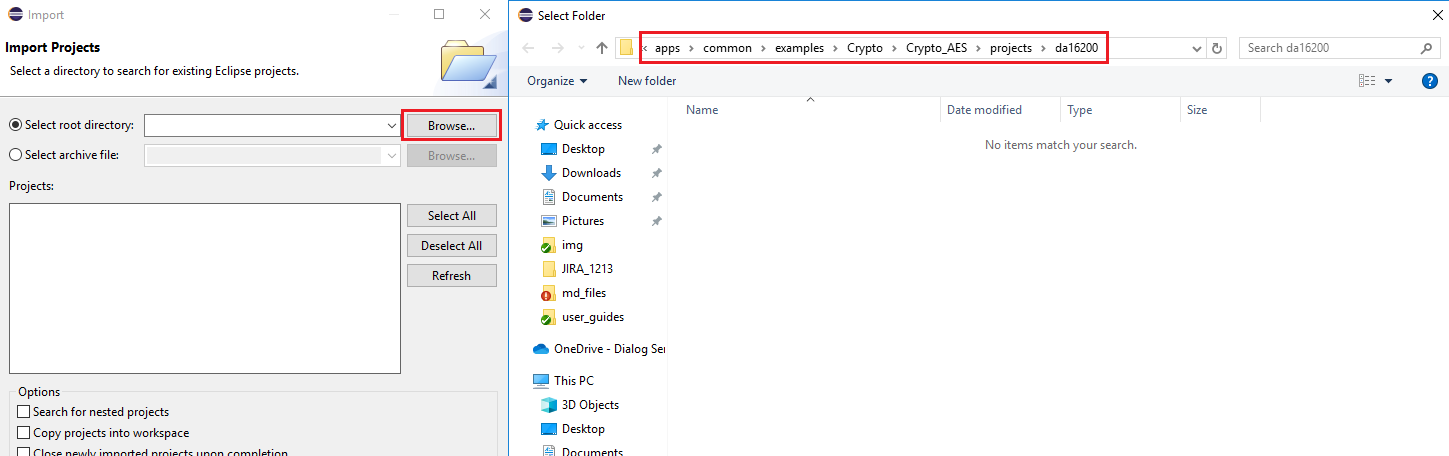 Import
Import Projects
Select a directory to search for existing Eclipse projects.
Select root directory:
Browse...
Select archive file:
Browse...
Projects:
Select All
Deselect All
Refresh
Options
Search for nested projects
Copy projects into workspace
Close newly imported projects upon completion
Select Folder
« apps › common › examples › Crypto › Crypto_AES › projects › da16200
Search da16200
Organize
New folder
?
Name
Date modified
Type
Size
No items match your search.
Quick access
Desktop
Downloads
Documents
Pictures
img
JIRA_1213
md_files
user_guides
OneDrive - Dialog Ser
This PC
3D Objects
Desktop
Documents